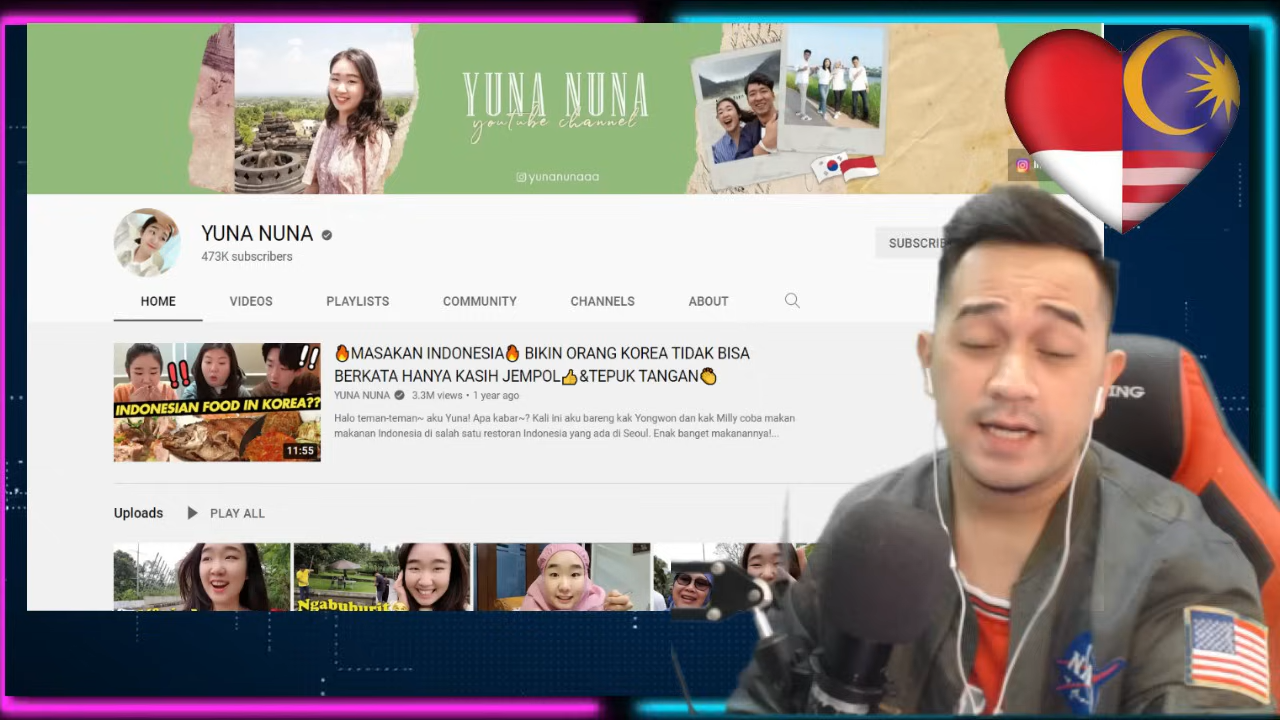 YUNA NUNA
youtube channel
yunanunaaa
YUNA NUNA
473K subscribers
HOME VIDEOS PLAYLISTS COMMUNITY CHANNELS ABOUT
🔥MASAKAN INDONESIA🔥 BIKIN ORANG KOREA TIDAK BISA
BERKATA HANYA KASIH JEMPOL👍&TEPUK TANGAN👏
YUNA NUNA 3.3M views • 1 year ago
Halo teman-teman~ aku Yuna! Apa kabar~? Kali ini aku bareng kak Yongwon dan kak Milly coba makan
makanan Indonesia di salah satu restoran Indonesia yang ada di Seoul. Enak banget makanannya!...
!! !!
INDONESIAN FOOD IN KOREA??
11:55
Uploads PLAY ALL
Ngabuburit